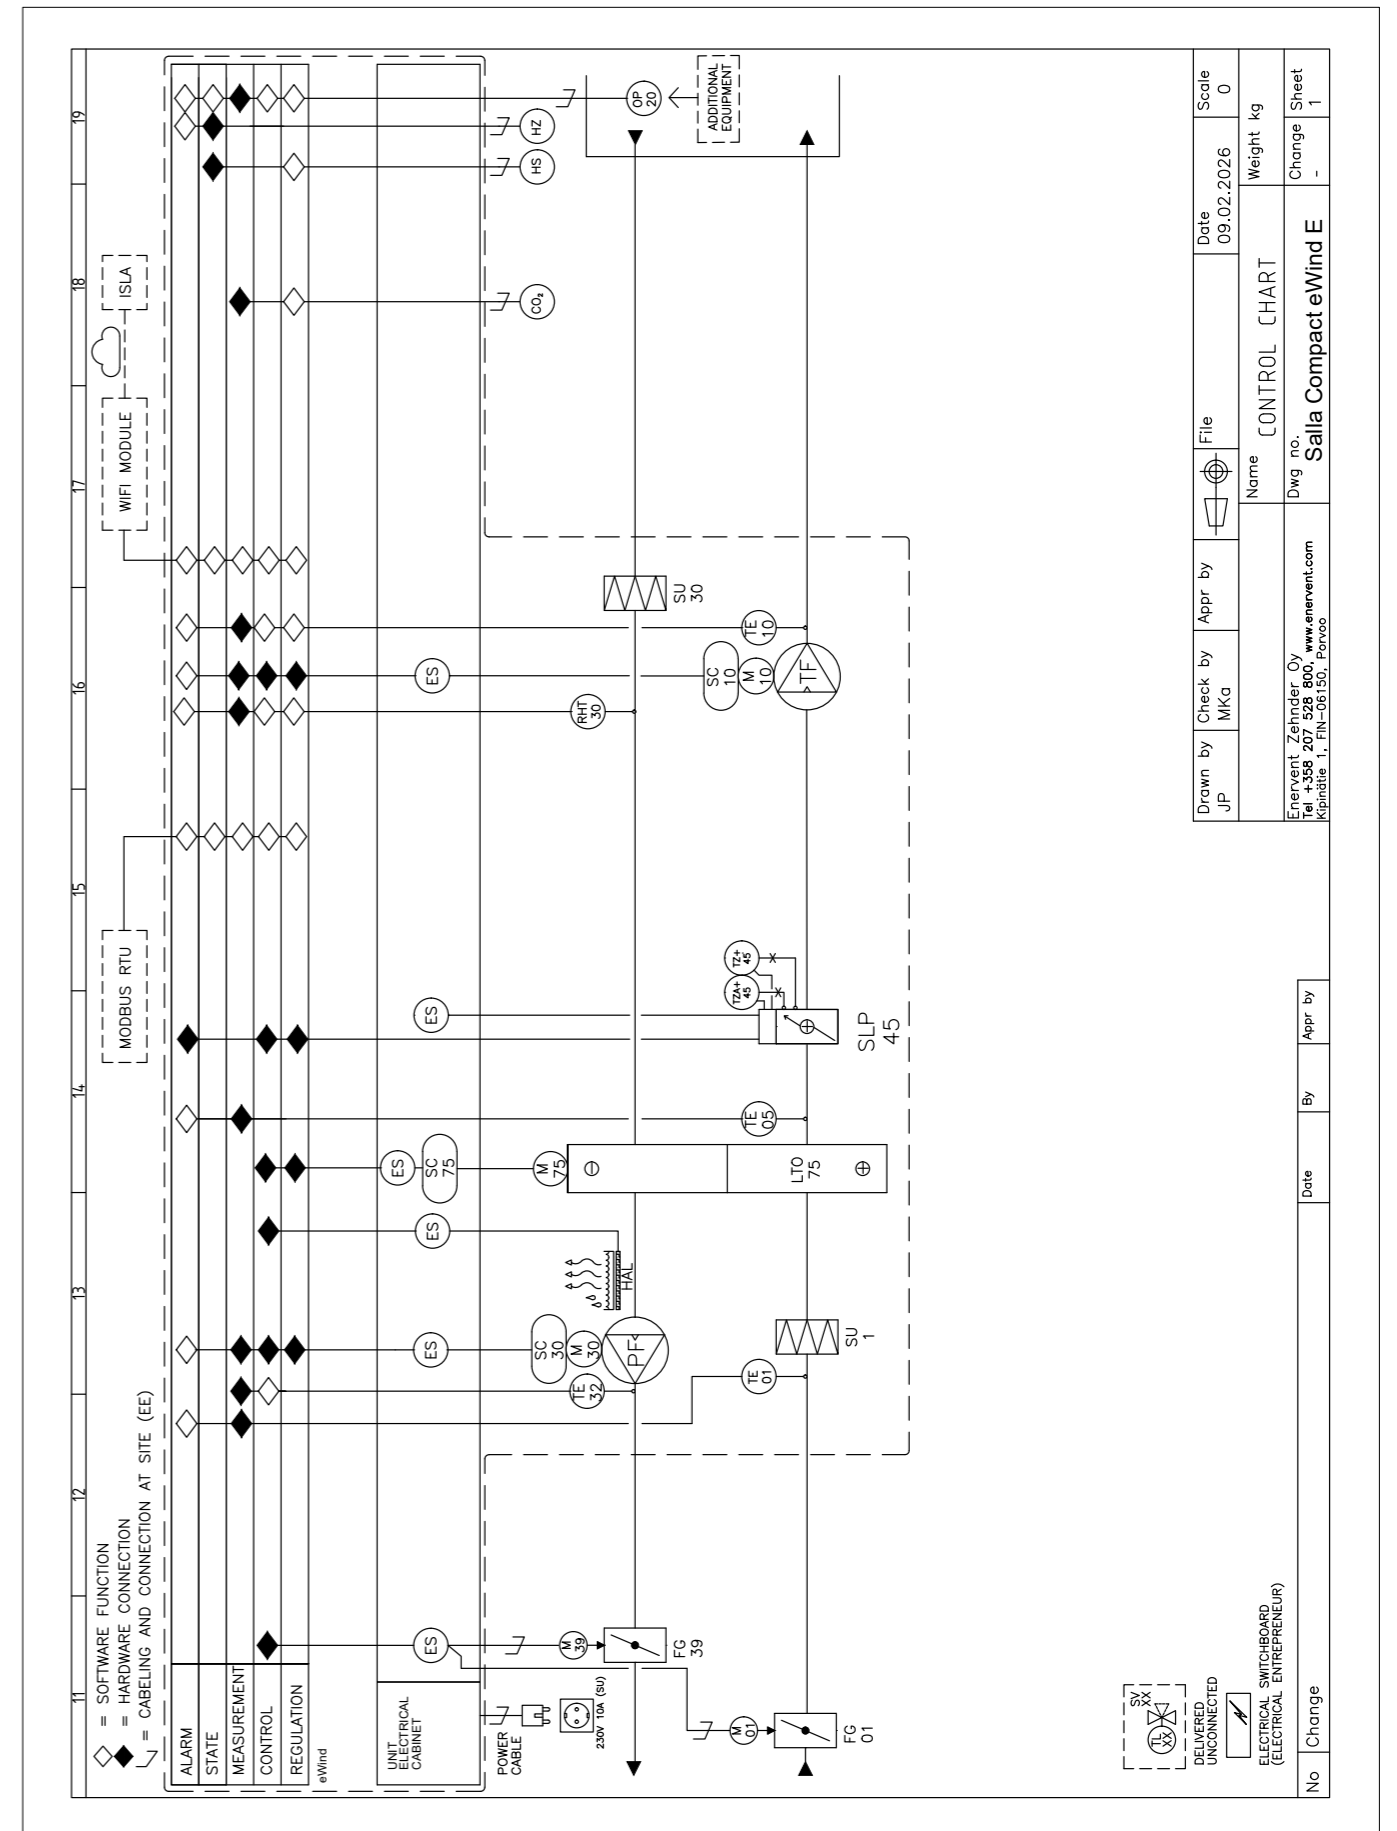 11
12
13
14
15
16
17
18
19
= SOFTWARE FUNCTION
= HARDWARE CONNECTION
= CABELING AND CONNECTION AT SITE (EE)
MODBUS RTU
WIFI MODULE
ISLA
ALARM
STATE
MEASUREMENT
CONTROL
REGULATION
eWind
UNIT
ELECTRICAL
CABINET
ES
ES
ES
ES
ES
ES
SC
75
POWER
CABLE
230V 10A (SU)
M
39
FG
39
TE
32
SC
30
M
30
PF
HAL
M
75
RHT
30
SU
30
CO₂
HS
HZ
OP
20
ADDITIONAL
EQUIPMENT
M
01
FG
01
TE
01
SU
1
LTO
75
TE
05
TZA+
45
TZ+
45
SLP
45
SC
10
M
10
TE
10
TF
SV
XX
TL
XX
DELIVERED
UNCONNECTED
ELECTRICAL SWITCHBOARD
(ELECTRICAL ENTREPRENEUR)
No
Change
Date
By
Appr by
Drawn by
JP
Check by
MKa
Appr by
File
Date
09.02.2026
Scale
0
Name
CONTROL CHART
Weight kg
Enervent Zehnder Oy
Tel +358 207 528 800, www.enervent.com
Kipinätie 1, FIN-06150, Porvoo
Dwg no.
Salla Compact eWind E
Change
-
Sheet
1